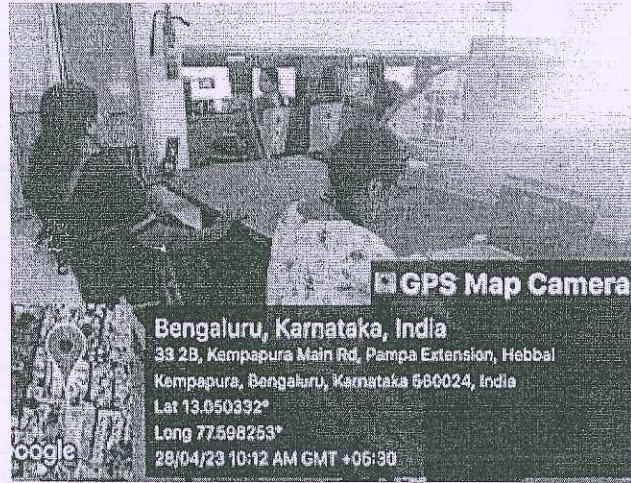 GPS Map Camera
Bengaluru, Karnataka, India
33 2B, Kempapura Main Rd, Pampa Extension, Hebbal
Kempapura, Bengaluru, Karnataka 560024, India
Lat 13.050332°
Long 77.598253°
28/04/23 10:12 AM GMT +05:30
oogle